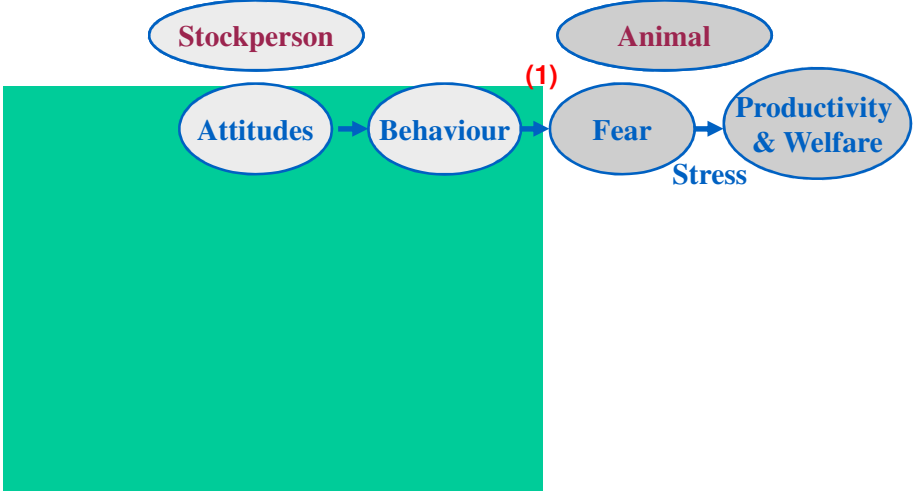 Stockperson
Animal
(1)
Attitudes
Behaviour
Fear
Productivity
& Welfare
Stress